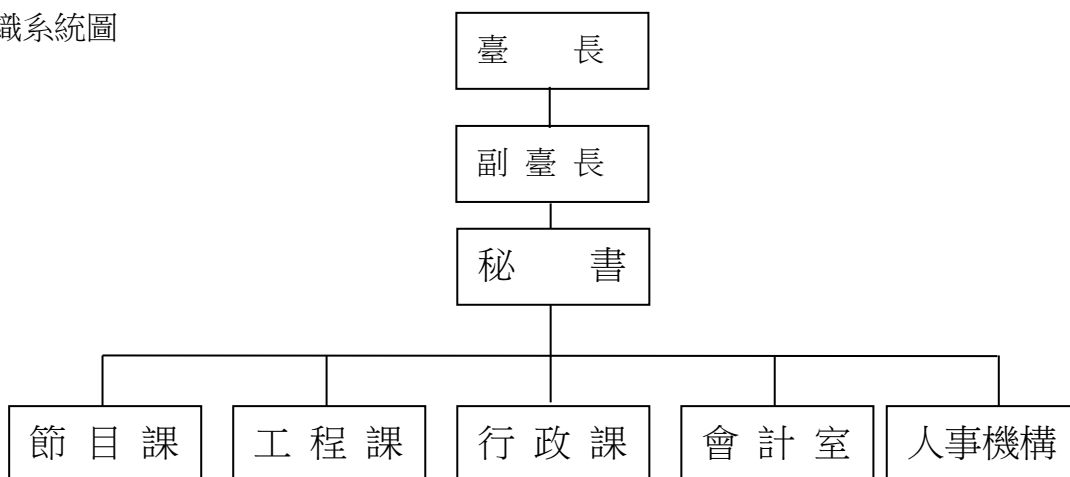 織系統圖
臺 長
副 臺 長
秘 書
節 目 課 工 程 課 行 政 課 會 計 室 人事機構